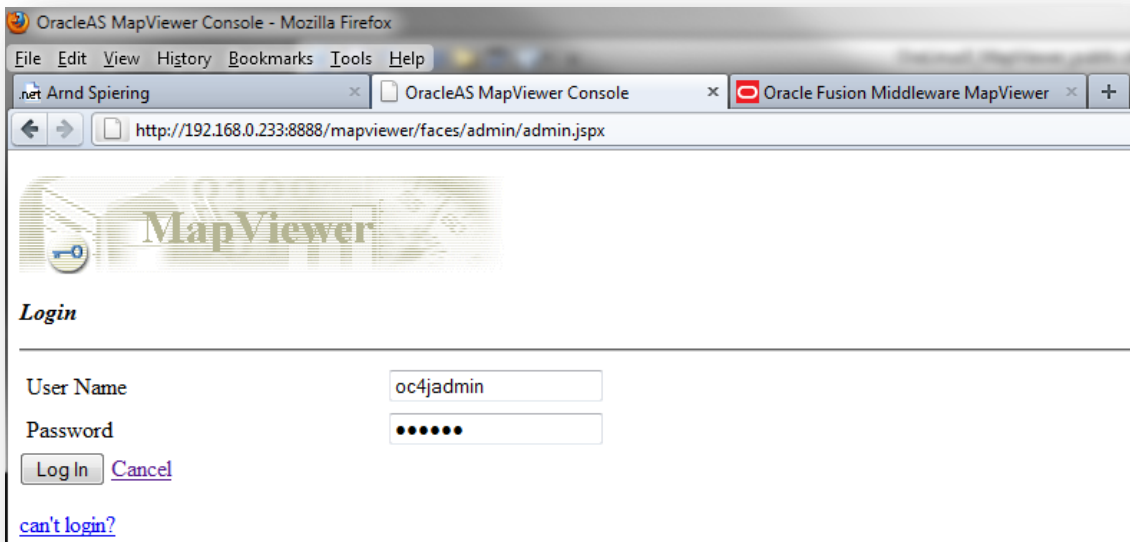 OracleAS MapViewer Console - Mozilla Firefox
File Edit View History Bookmarks Tools Help
.net Arnd Spiering × OracleAS MapViewer Console × Oracle Fusion Middleware MapViewer × +
http://192.168.0.233:8888/mapviewer/faces/admin/admin.jspx
MapViewer
Login
User Name oc4jadmin
Password ••••••
Log In Cancel
can't login?